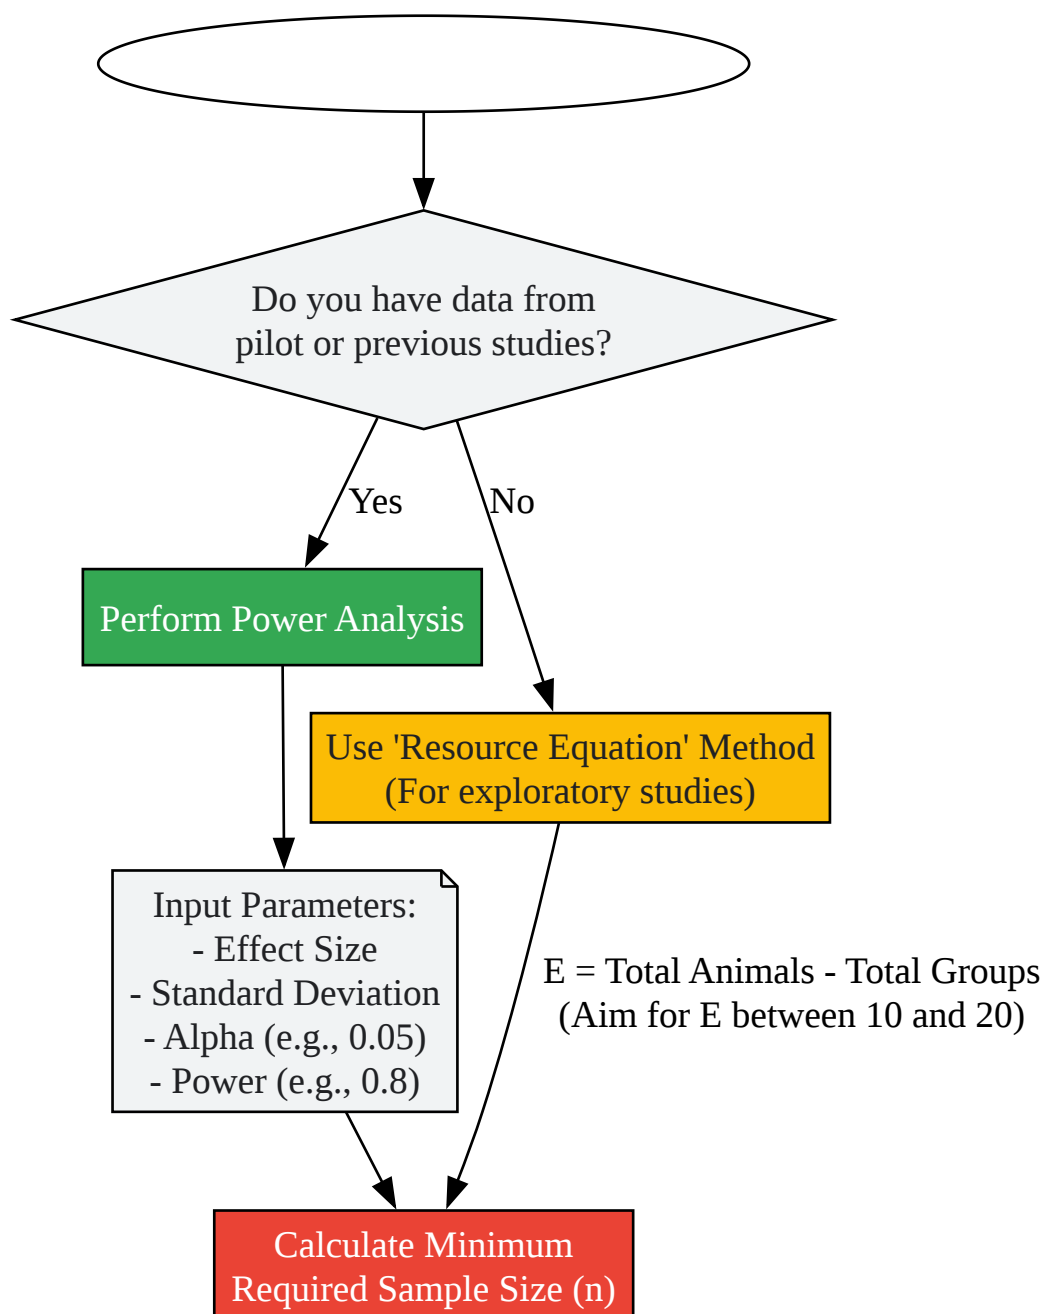 Do you have data from
pilot or previous studies?
Yes
No
Perform Power Analysis
Use 'Resource Equation' Method
(For exploratory studies)
Input Parameters:
- Effect Size
- Standard Deviation
- Alpha (e.g., 0.05)
- Power (e.g., 0.8)
E = Total Animals - Total Groups
(Aim for E between 10 and 20)
Calculate Minimum
Required Sample Size (n)